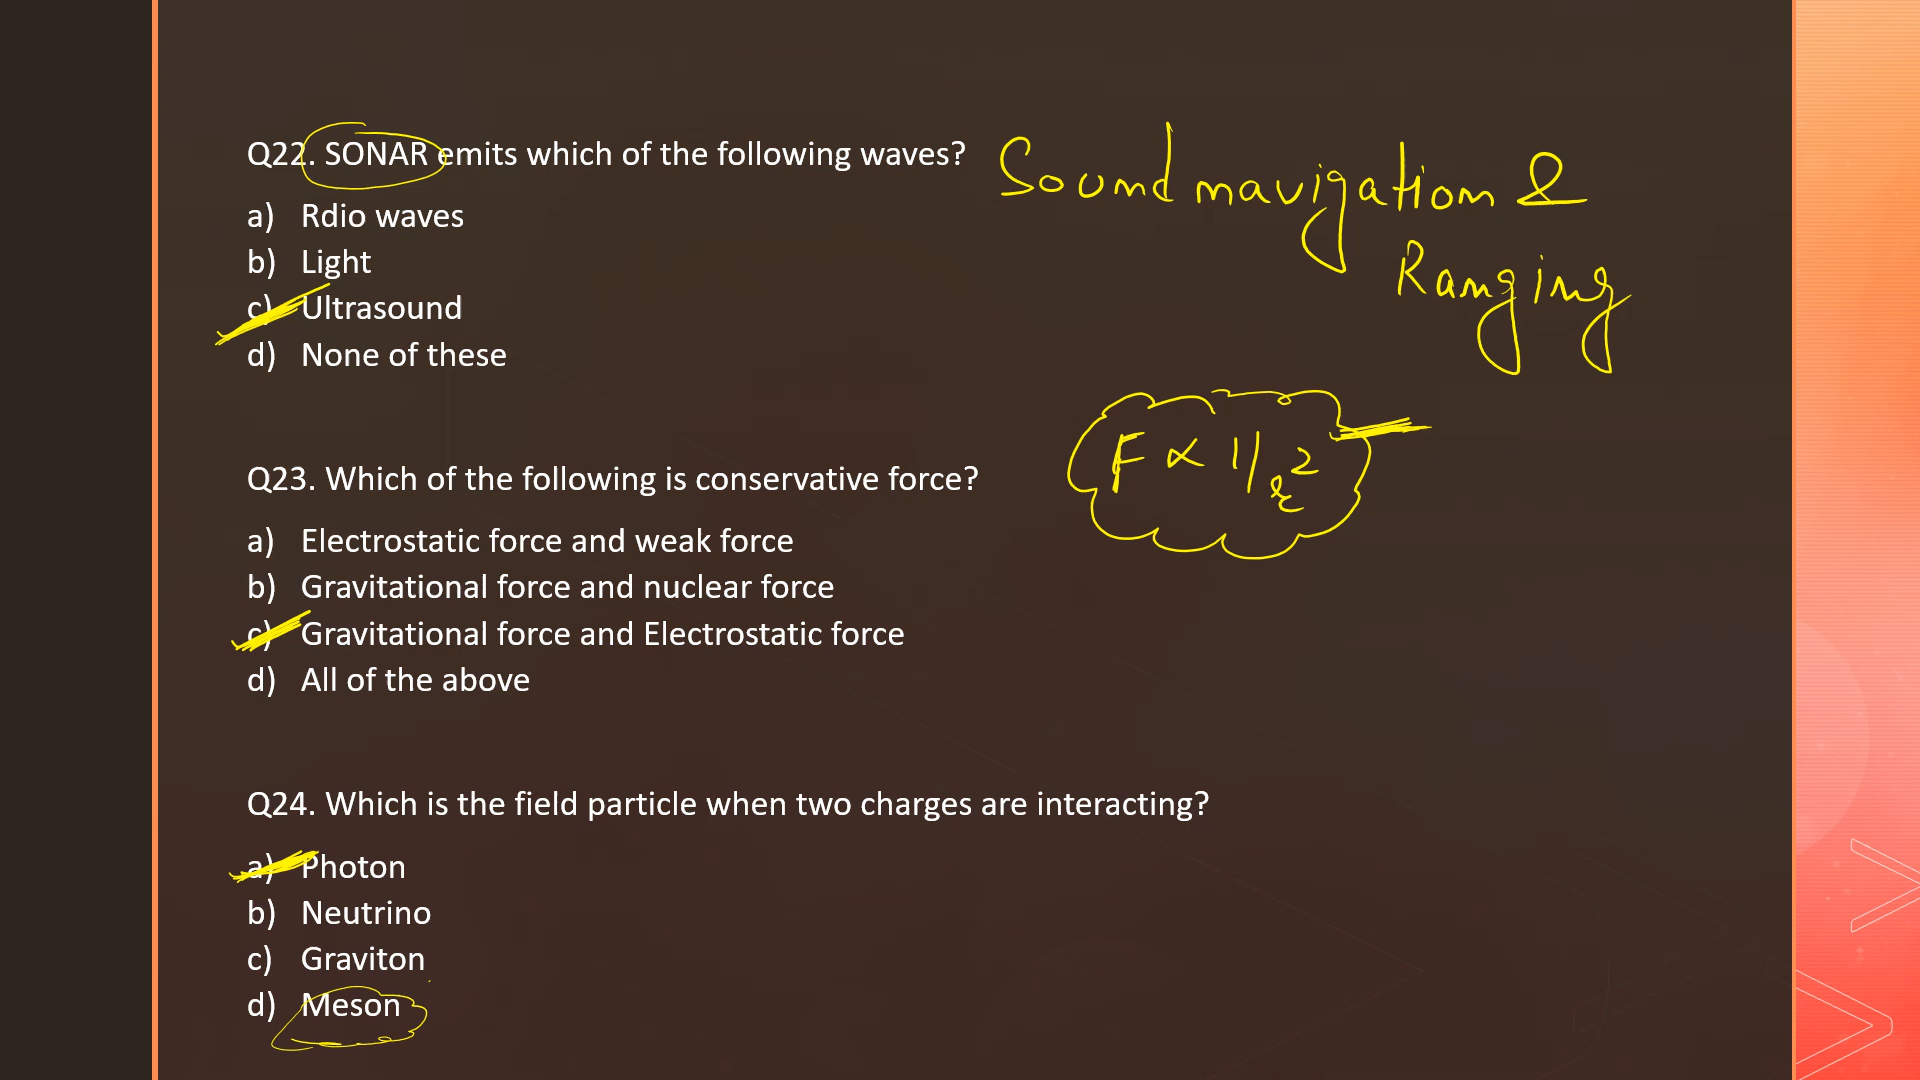 Q22. SONAR emits which of the following waves?
a) Rdio waves
b) Light
c) Ultrasound
d) None of these
Sound navigation &
Ranging
F ∝ 1/r²
Q23. Which of the following is conservative force?
a) Electrostatic force and weak force
b) Gravitational force and nuclear force
c) Gravitational force and Electrostatic force
d) All of the above
Q24. Which is the field particle when two charges are interacting?
a) Photon
b) Neutrino
c) Graviton
d) Meson